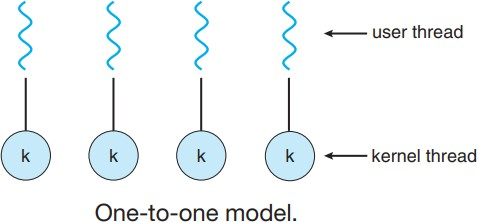 user thread
k k k k
kernel thread
One-to-one model.